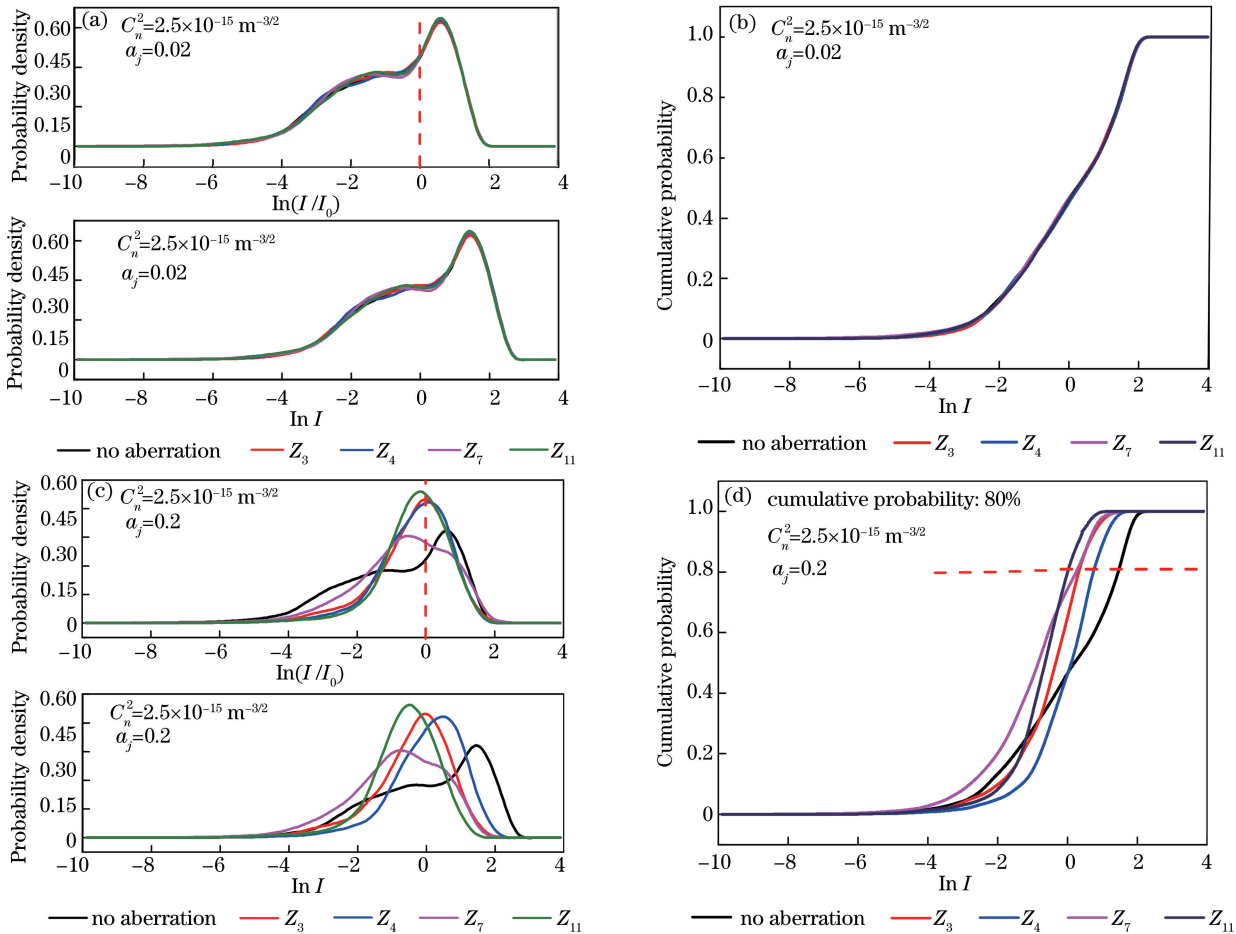 (a)
C_n^2=2.5×10^−15 m^−3/2
a_j=0.02
Probability density
0.60
0.45
0.30
0.15
0
−10 −8 −6 −4 −2 0 2 4
ln(I/I_0)
C_n^2=2.5×10^−15 m^−3/2
a_j=0.02
Probability density
0.60
0.45
0.30
0.15
0
−10 −8 −6 −4 −2 0 2 4
ln I
no aberration Z_3 Z_4 Z_7 Z_11
(b)
C_n^2=2.5×10^−15 m^−3/2
a_j=0.02
Cumulative probability
1.0
0.8
0.6
0.4
0.2
0
−10 −8 −6 −4 −2 0 2 4
ln I
no aberration Z_3 Z_4 Z_7 Z_11
(c)
C_n^2=2.5×10^−15 m^−3/2
a_j=0.2
Probability density
0.60
0.45
0.30
0.15
0
−10 −8 −6 −4 −2 0 2 4
ln(I/I_0)
C_n^2=2.5×10^−15 m^−3/2
a_j=0.2
Probability density
0.60
0.45
0.30
0.15
0
−10 −8 −6 −4 −2 0 2 4
ln I
no aberration Z_3 Z_4 Z_7 Z_11
(d) cumulative probability: 80%
C_n^2=2.5×10^−15 m^−3/2
a_j=0.2
Cumulative probability
1.0
0.8
0.6
0.4
0.2
0
−10 −8 −6 −4 −2 0 2 4
ln I
no aberration Z_3 Z_4 Z_7 Z_11